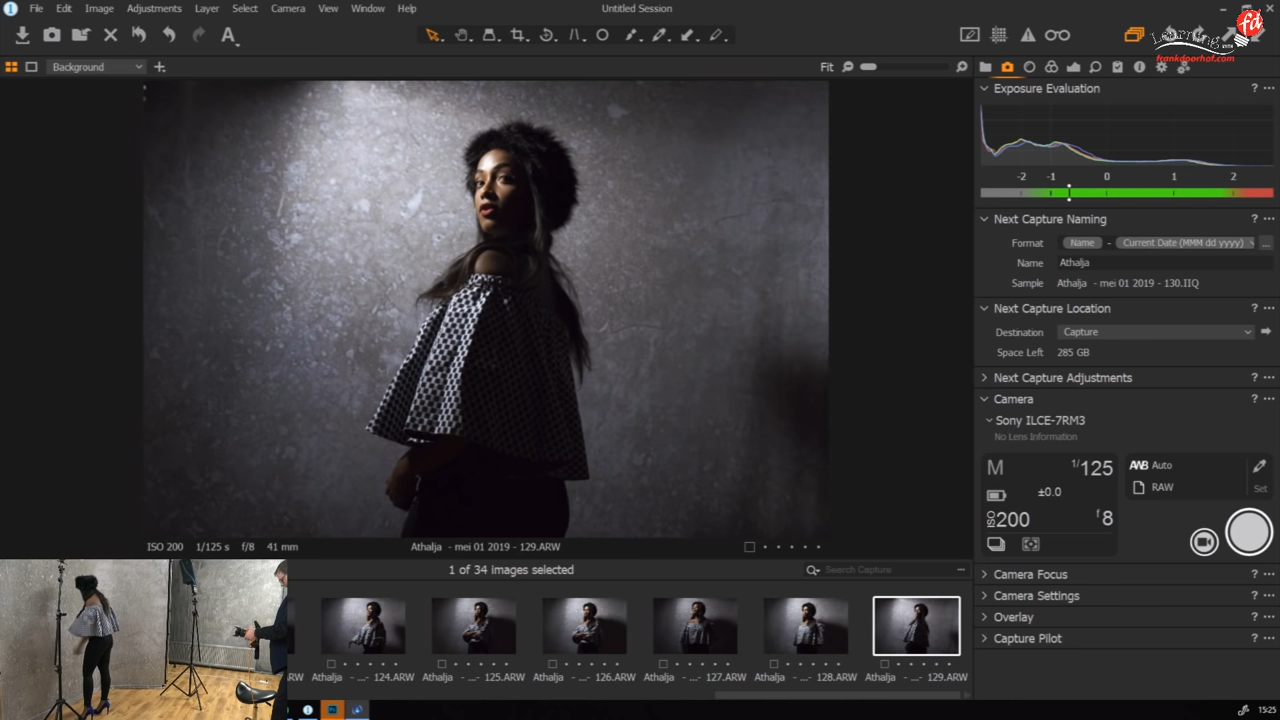 File Edit Image Adjustments Layer Select Camera View Window Help
Untitled Session
Learning
fd
frankdoorhof.com
Background
Fit
Exposure Evaluation
-2 -1 0 1 2
Next Capture Naming
Format Name - Current Date (MMM dd yyyy) ...
Name Athalja
Sample Athalja - mei 01 2019 - 130.IIQ
Next Capture Location
Destination Capture
Space Left 285 GB
Next Capture Adjustments
Camera
Sony ILCE-7RM3
No Lens Information
M 1/125 AWB Auto
±0.0 RAW Set
ISO 200 f 8
Camera Focus
Camera Settings
Overlay
Capture Pilot
ISO 200 1/125 s f/8 41 mm
Athalja - mei 01 2019 - 129.ARW
1 of 34 images selected
Search Capture
RW Athalja - ...- 124.ARW Athalja - ...- 125.ARW Athalja - ...- 126.ARW Athalja - ...- 127.ARW Athalja - ...- 128.ARW Athalja - ...- 129.ARW
15:25